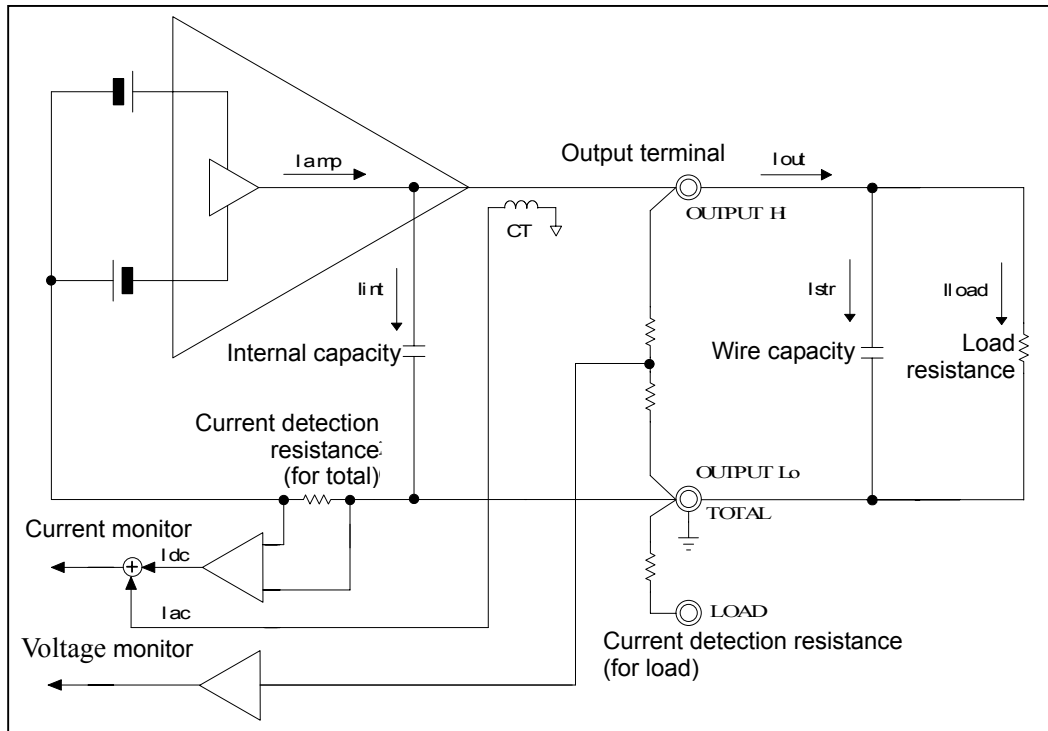 Iamp
Output terminal
Iout
OUTPUT HI
CT
Iint
Istr
Iload
Internal capacity
Wire capacity
Load
resistance
Current detection
resistance
(for total)
OUTPUT Lo
TOTAL
Current monitor
Idc
Iac
LOAD
Current detection resistance
(for load)
Voltage monitor